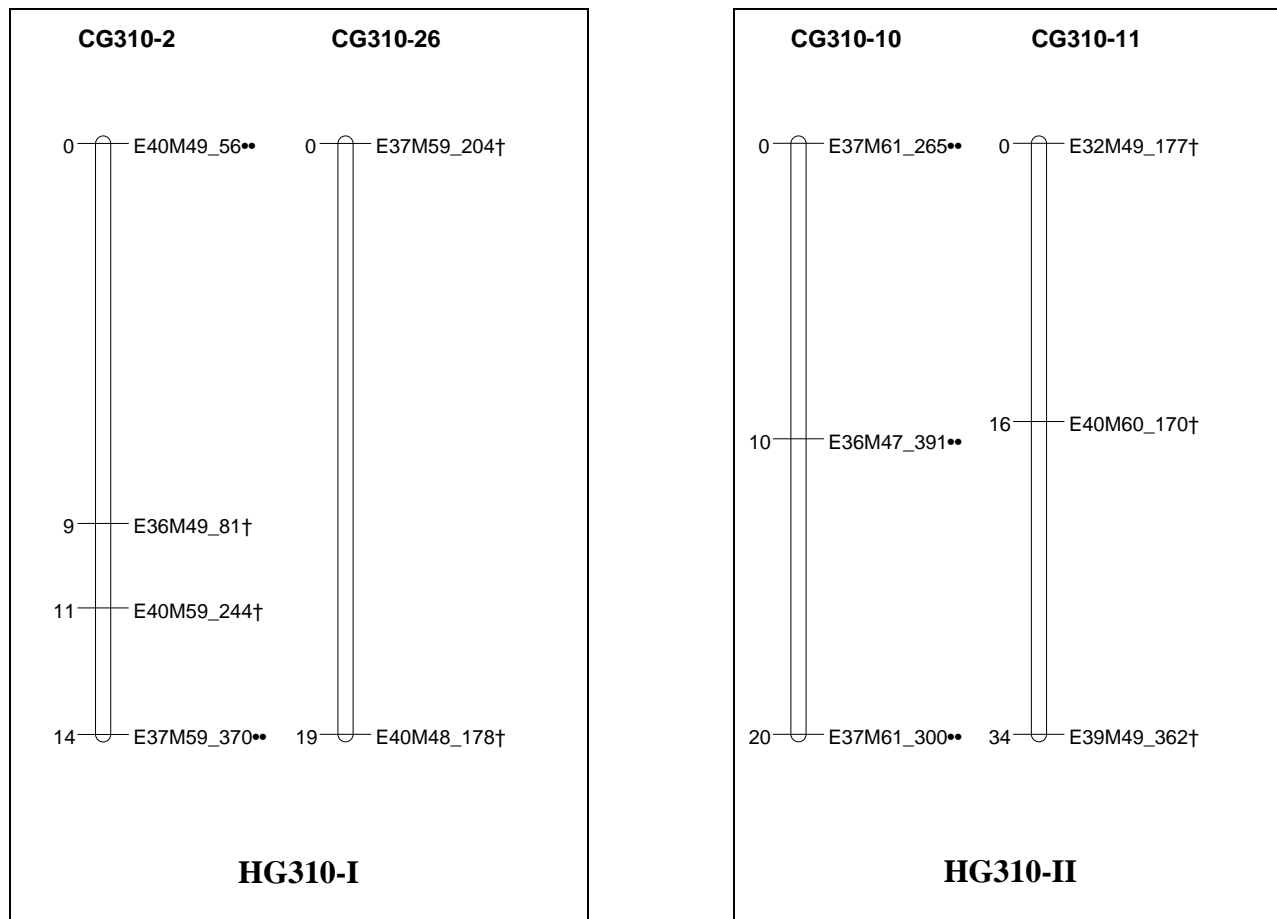 CG310-2 CG310-26
0 E40M49_56•• 0 E37M59_204†
9 E36M49_81†
11 E40M59_244†
14 E37M59_370•• 19 E40M48_178†
HG310-I
CG310-10 CG310-11
0 E37M61_265•• 0 E32M49_177†
16 E40M60_170†
10 E36M47_391••
20 E37M61_300•• 34 E39M49_362†
HG310-II